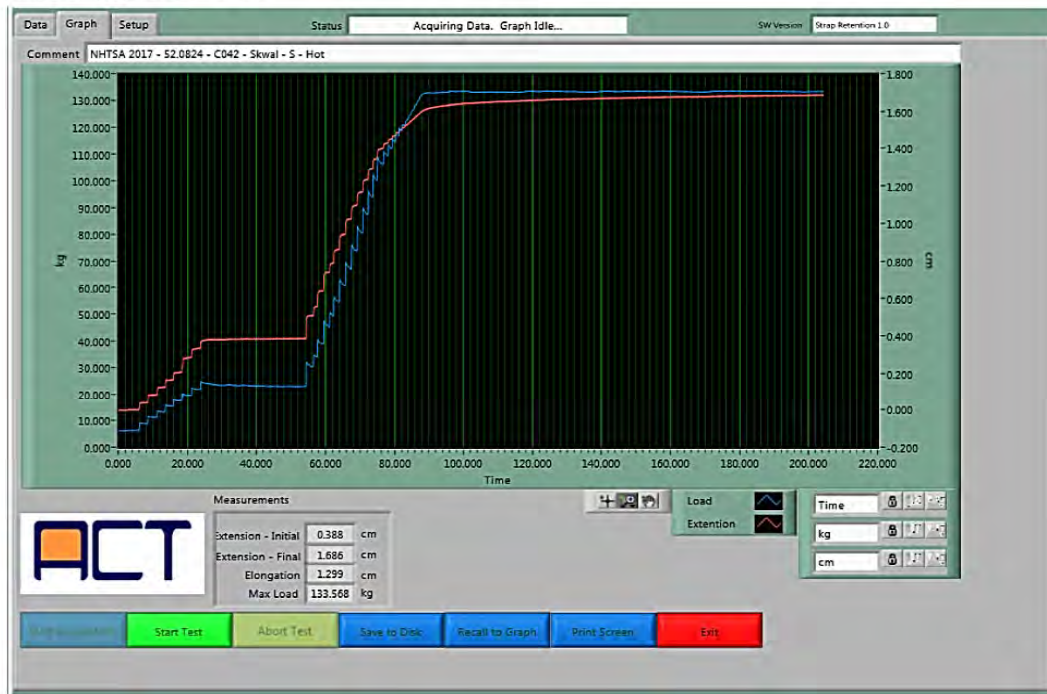 Data Graph Setup Status Acquiring Data. Graph Idle... SW Version Strap Retention 1.0
Comment NHTSA 2017 - 52.0824 - C042 - Skwal - S - Hot
140.000 1.800
130.000
120.000 1.600
110.000 1.400
100.000
90.000 1.200
80.000 1.000
kg 70.000 0.800 cm
60.000
50.000 0.600
40.000 0.400
30.000
20.000 0.200
10.000 0.000
0.000 -0.200
0.000 20.000 40.000 60.000 80.000 100.000 120.000 140.000 160.000 180.000 200.000 220.000
Time
Measurements
Load
Extention
Time
kg
cm
ACT
Extension - Initial 0.388 cm
Extension - Final 1.686 cm
Elongation 1.299 cm
Max Load 133.568 kg
Start Test Abort Test Save to Disk Recall to Graph Print Screen Exit